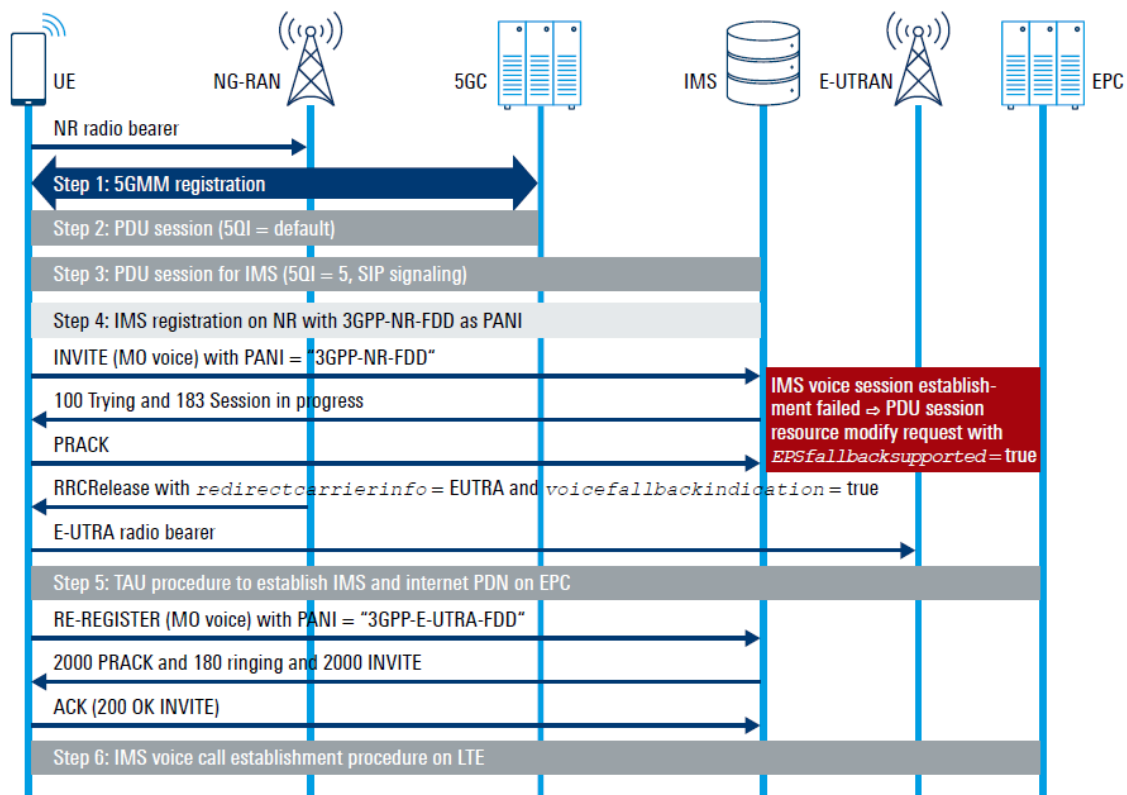 UE
NG-RAN
5GC
IMS
E-UTRAN
EPC
NR radio bearer
Step 1: 5GMM registration
Step 2: PDU session (5QI = default)
Step 3: PDU session for IMS (5QI = 5, SIP signaling)
Step 4: IMS registration on NR with 3GPP-NR-FDD as PANI
INVITE (MO voice) with PANI = “3GPP-NR-FDD“
100 Trying and 183 Session in progress
PRACK
IMS voice session establish-
ment failed ⇨ PDU session
resource modify request with
EPSfallbacksupported = true
RRCRelease with redirectcarrierinfo = EUTRA and voicefallbackindication = true
E-UTRA radio bearer
Step 5: TAU procedure to establish IMS and internet PDN on EPC
RE-REGISTER (MO voice) with PANI = “3GPP-E-UTRA-FDD“
2000 PRACK and 180 ringing and 2000 INVITE
ACK (200 OK INVITE)
Step 6: IMS voice call establishment procedure on LTE